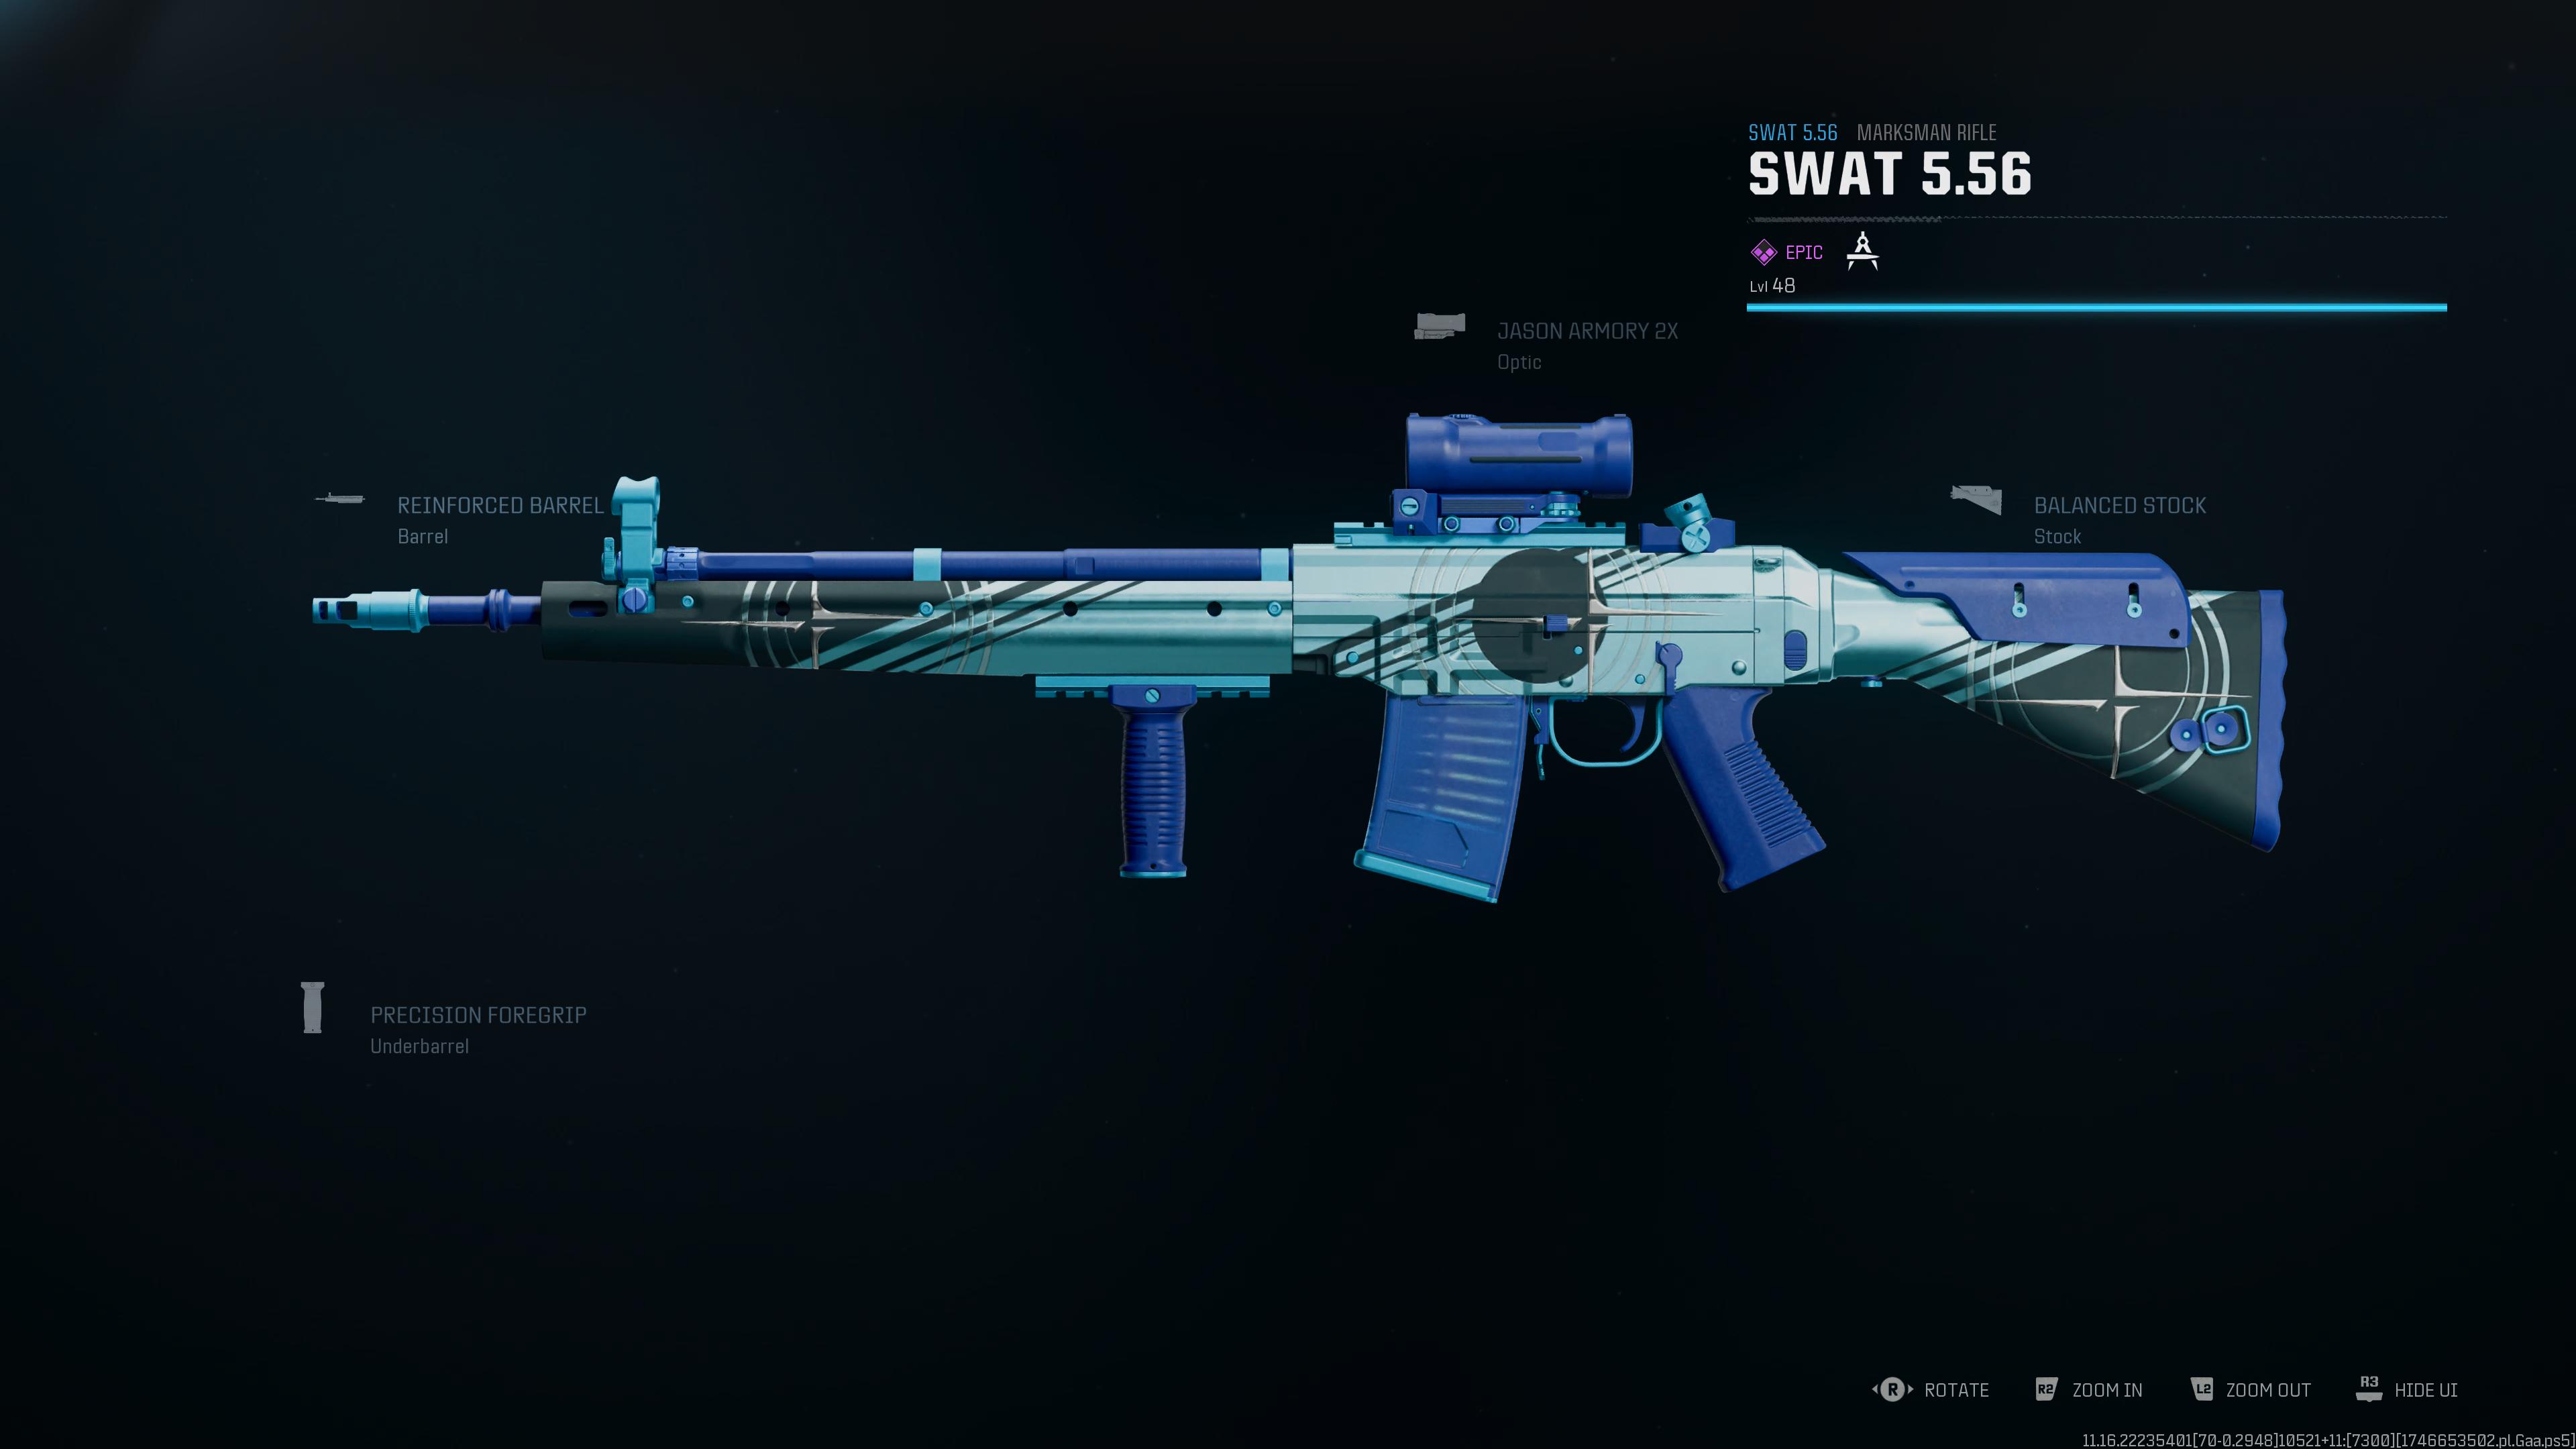 SWAT 5.56 MARKSMAN RIFLE
SWAT 5.56
EPIC
Lvl 48
JASON ARMORY 2X
Optic
REINFORCED BARREL
Barrel
BALANCED STOCK
Stock
PRECISION FOREGRIP
Underbarrel
R ROTATE R2 ZOOM IN L2 ZOOM OUT R3 HIDE UI
11.16.22235401[70-0.2948]10521+11:[7300][1746653502.pl.Gaa.ps5]